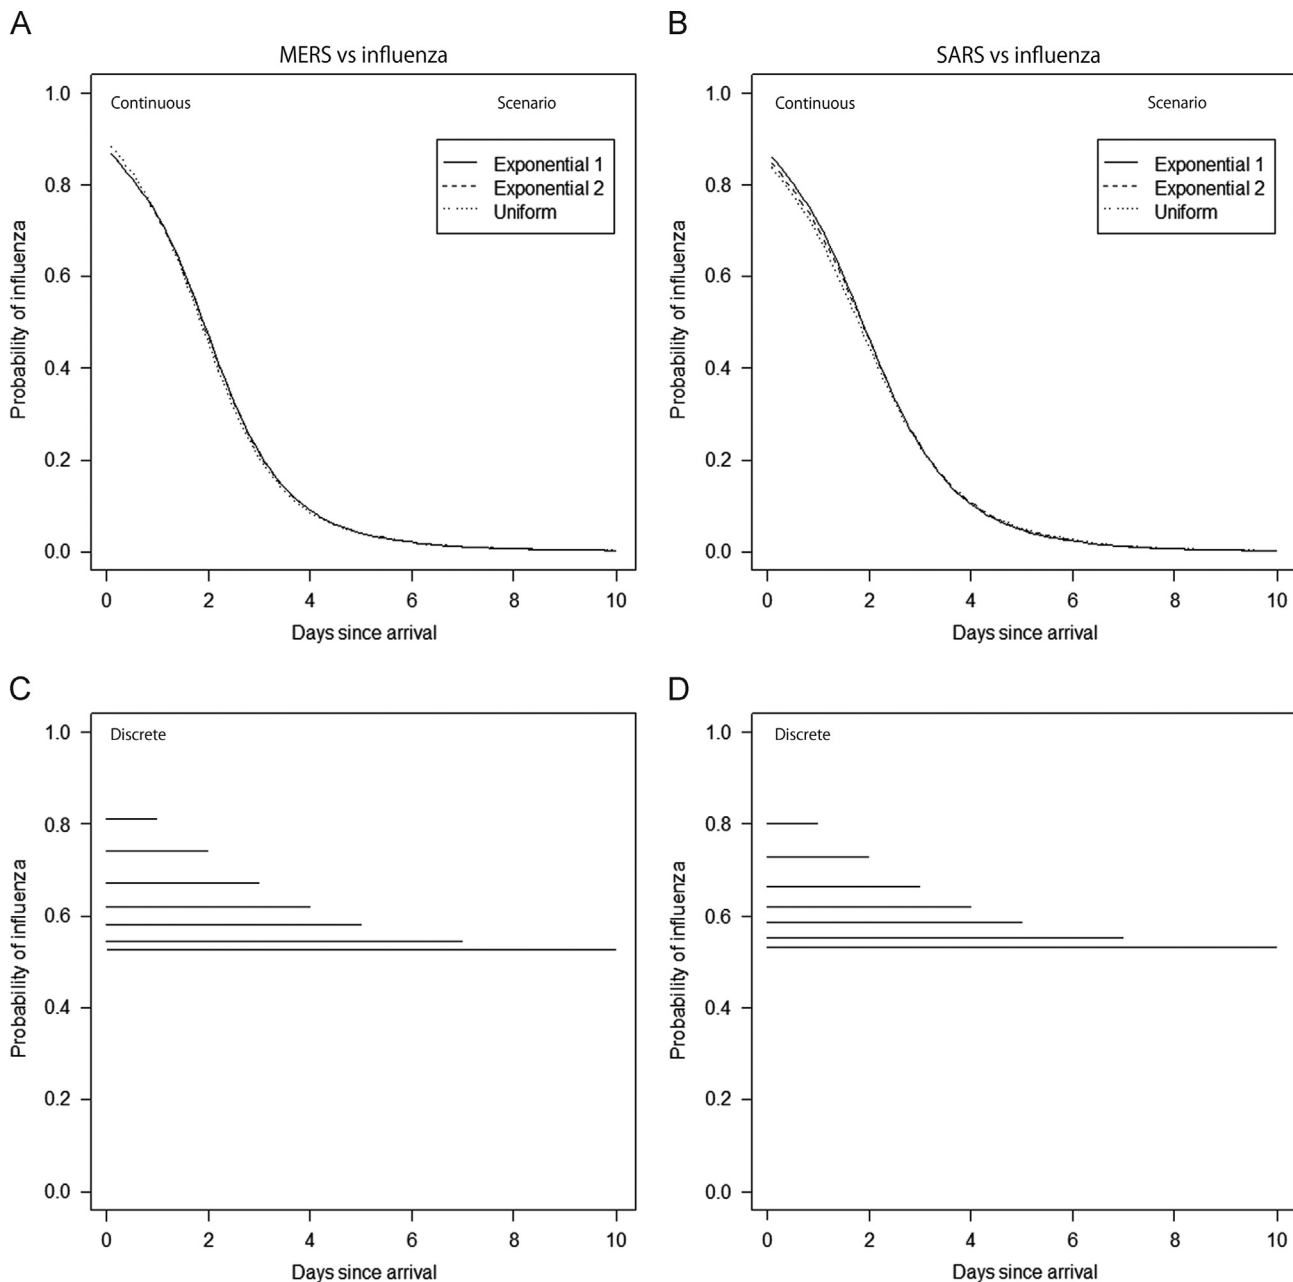 A
MERS vs influenza
Continuous
Scenario
Exponential 1
Exponential 2
Uniform
1.0
0.8
0.6
0.4
0.2
0.0
Probability of influenza
0 2 4 6 8 10
Days since arrival
B
SARS vs influenza
Continuous
Scenario
Exponential 1
Exponential 2
Uniform
1.0
0.8
0.6
0.4
0.2
0.0
Probability of influenza
0 2 4 6 8 10
Days since arrival
C
Discrete
1.0
0.8
0.6
0.4
0.2
0.0
Probability of influenza
0 2 4 6 8 10
Days since arrival
D
Discrete
1.0
0.8
0.6
0.4
0.2
0.0
Probability of influenza
0 2 4 6 8 10
Days since arrival